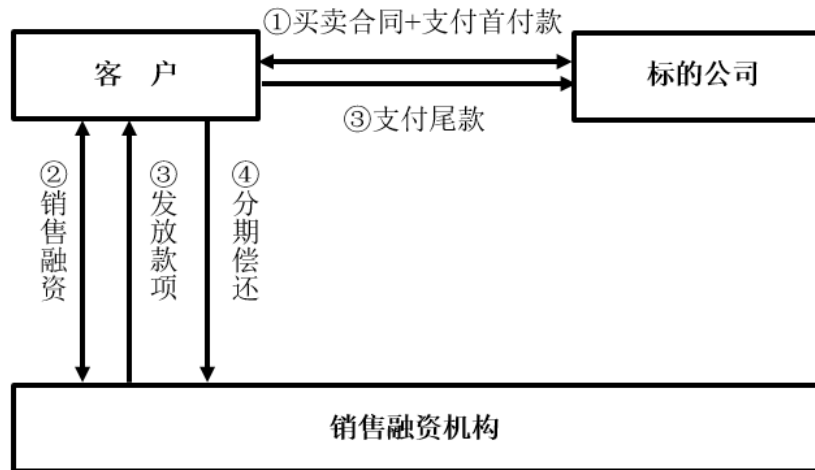 ①买卖合同+支付首付款
客 户
标的公司
③支付尾款
②销售融资
③发放款项
④分期偿还
销售融资机构